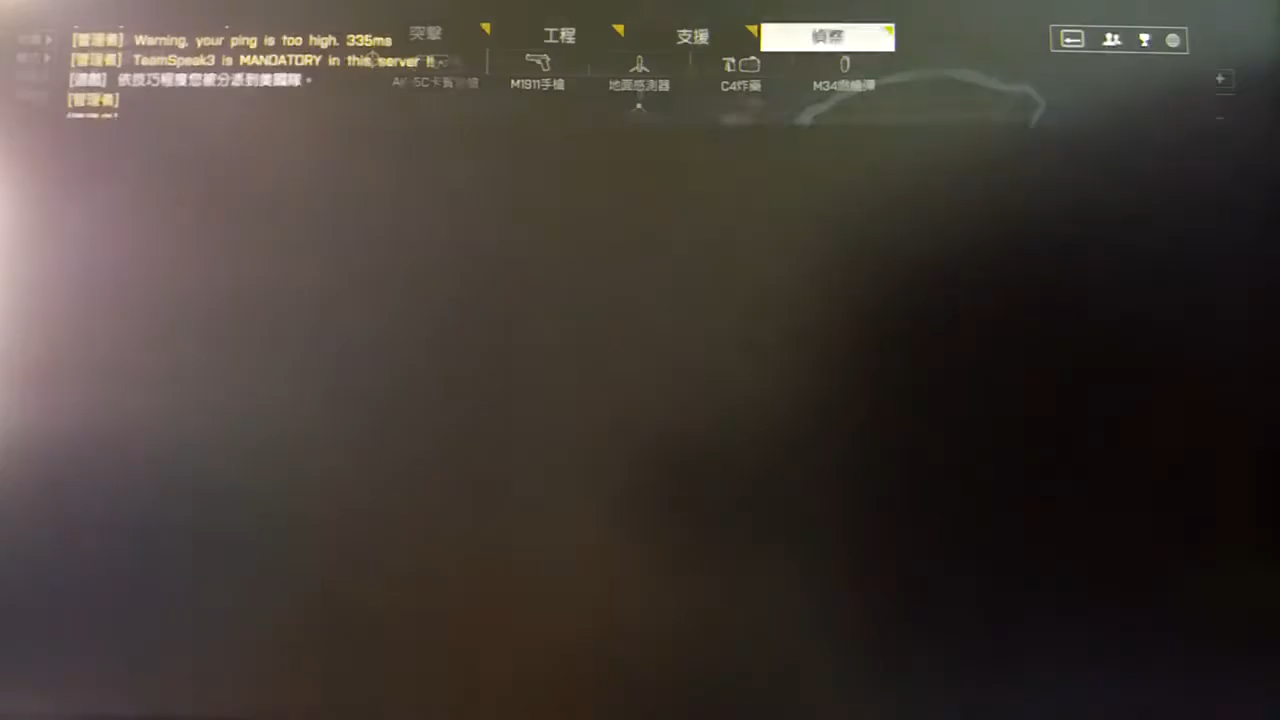 突擊
工程
支援
偵察
[管理者] Warning, your ping is too high. 335ms
[管理者] TeamSpeak3 is MANDATORY in this server !!
[遊戲] 依技巧程度您被分派到美國隊。
[管理者]
M1911手槍
地面感測器
C4炸藥
M34燃燒彈